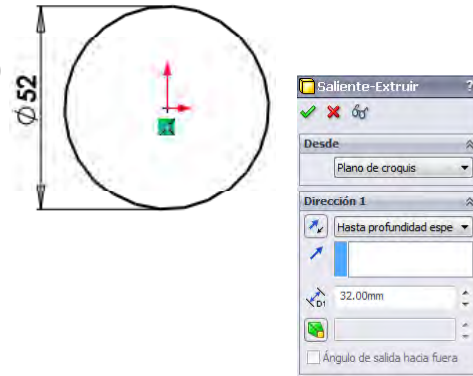 Ø 52
Saliente-Extruir ?
Desde
Plano de croquis
Dirección 1
Hasta profundidad espe
D1
32.00mm
Ángulo de salida hacia fuera